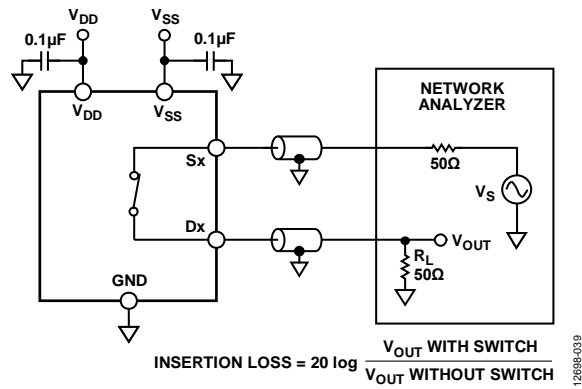 VDD
VSS
0.1µF
0.1µF
VDD
VSS
NETWORK
ANALYZER
Sx
50Ω
VS
Dx
VOUT
RL
50Ω
GND
INSERTION LOSS = 20 log
VOUT WITH SWITCH
VOUT WITHOUT SWITCH
12698-039